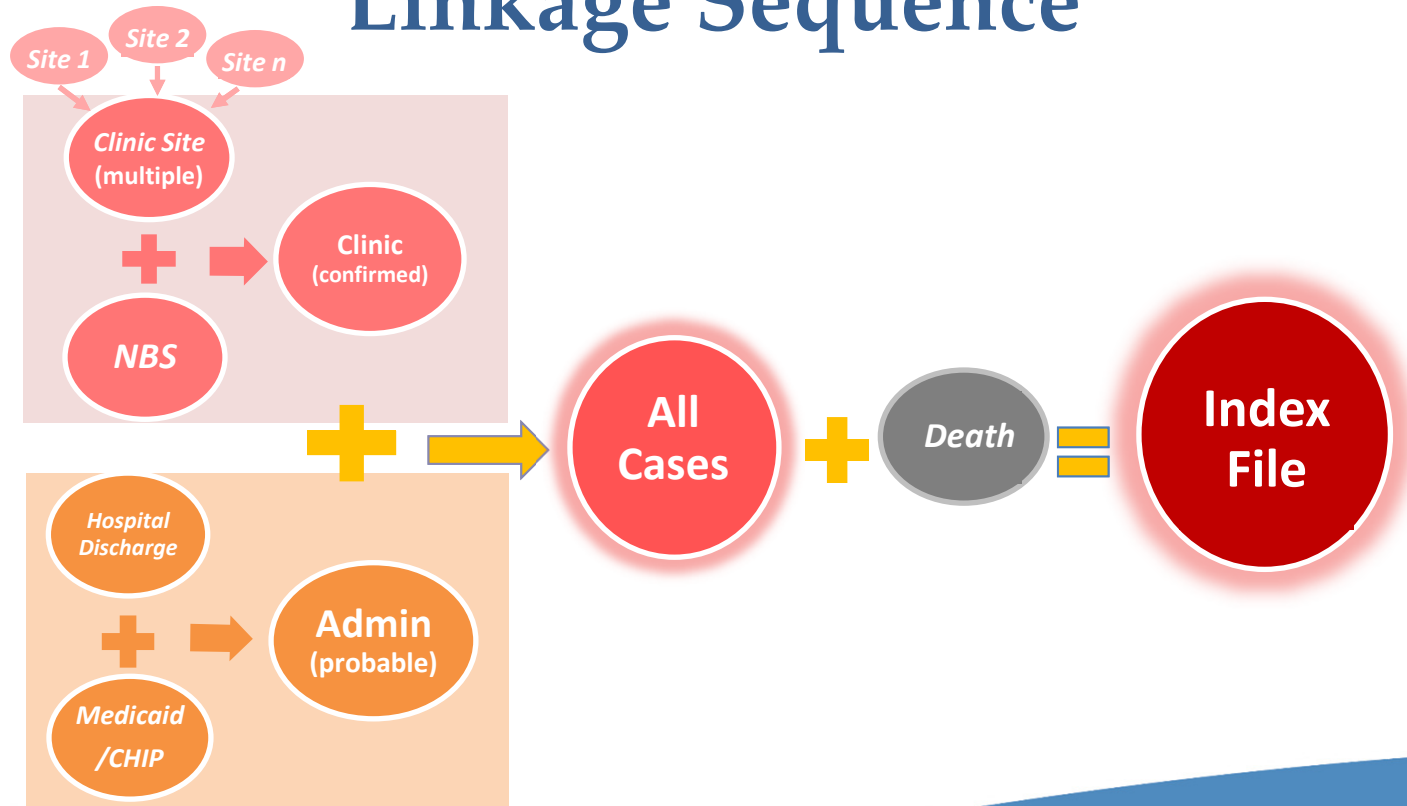 Linkage Sequence
Site 1
Site 2
Site n
Clinic Site
(multiple)
Clinic
(confirmed)
NBS
All
Cases
Death
Index
File
Hospital
Discharge
Admin
(probable)
Medicaid
/CHIP